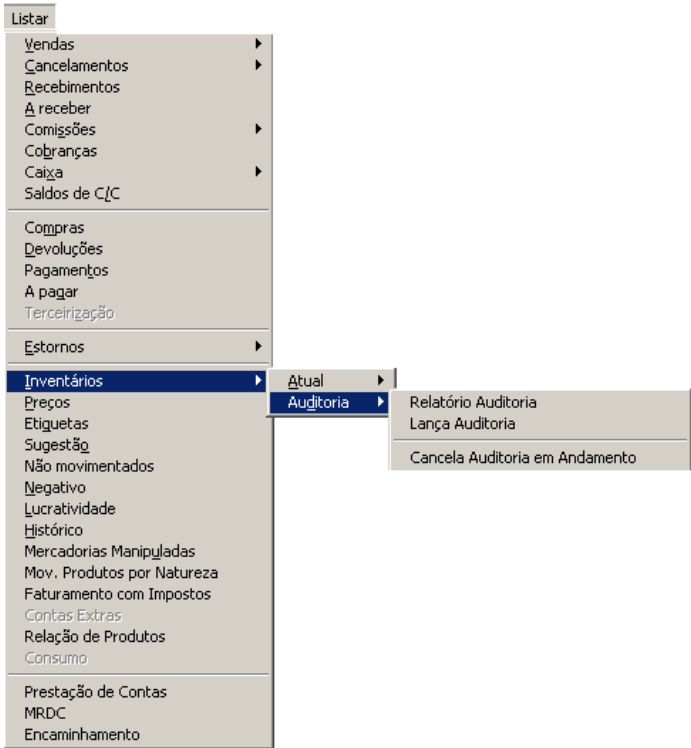 Listar
Vendas
Cancelamentos
Recebimentos
A receber
Comissões
Cobranças
Caixa
Saldos de C/C
Compras
Devoluções
Pagamentos
A pagar
Terceirização
Estornos
Inventários
Atual
Preços
Auditoria
Relatório Auditoria
Etiquetas
Lança Auditoria
Sugestão
Não movimentados
Cancela Auditoria em Andamento
Negativo
Lucratividade
Histórico
Mercadorias Manipuladas
Mov. Produtos por Natureza
Faturamento com Impostos
Contas Extras
Relação de Produtos
Consumo
Prestação de Contas
MRDC
Encaminhamento